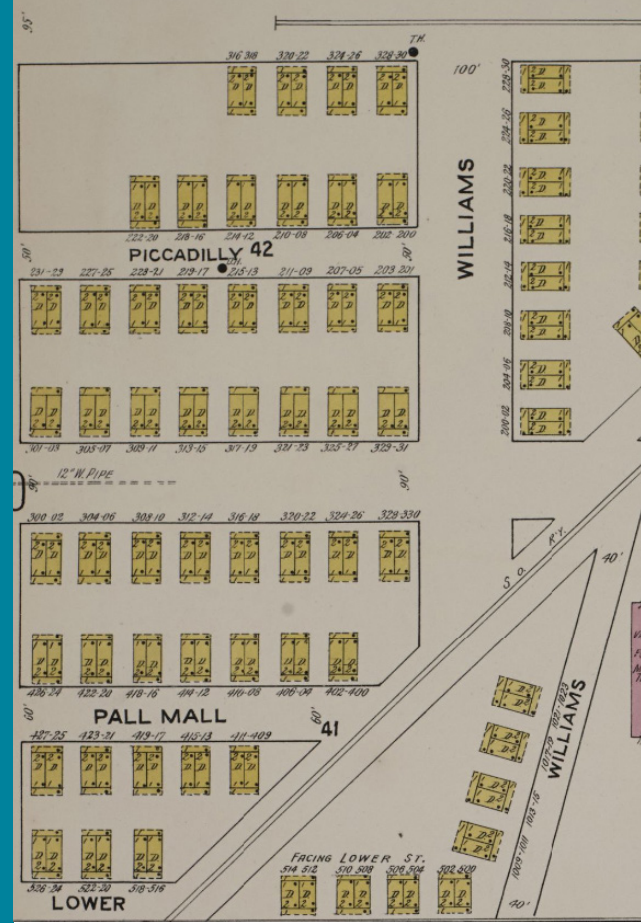 95'
T.H.
316 318 320-22 324-26 328-30
100'
228-30
224-26
220-22
216-18
212-14
208-10
204-06
200-02
WILLIAMS
222-20 218-16 214-12 210-08 206-04 202-200
50'
PICCADILLY 42
50'
231-29 227-25 223-21 219-17 215-13 211-09 207-05 203 201
301-03 305-07 309-11 313-15 317-19 321-23 325-27 329-31
12" W. PIPE
90'
90'
300-02 304-06 308-10 312-14 316-18 320-22 324-26 328-330
S. O. R'Y.
40'
426-24 422-20 418-16 414-12 410-08 406-04 402-400
60'
PALL MALL
60'
41
427-25 423-21 419-17 415-13 411-409
WILLIAMS
1021-1023
1017-19
1013-15
1009-1011
526-24 522-20 518-516
LOWER
FACING LOWER ST.
514 512 510 508 506 504 502 500
40'